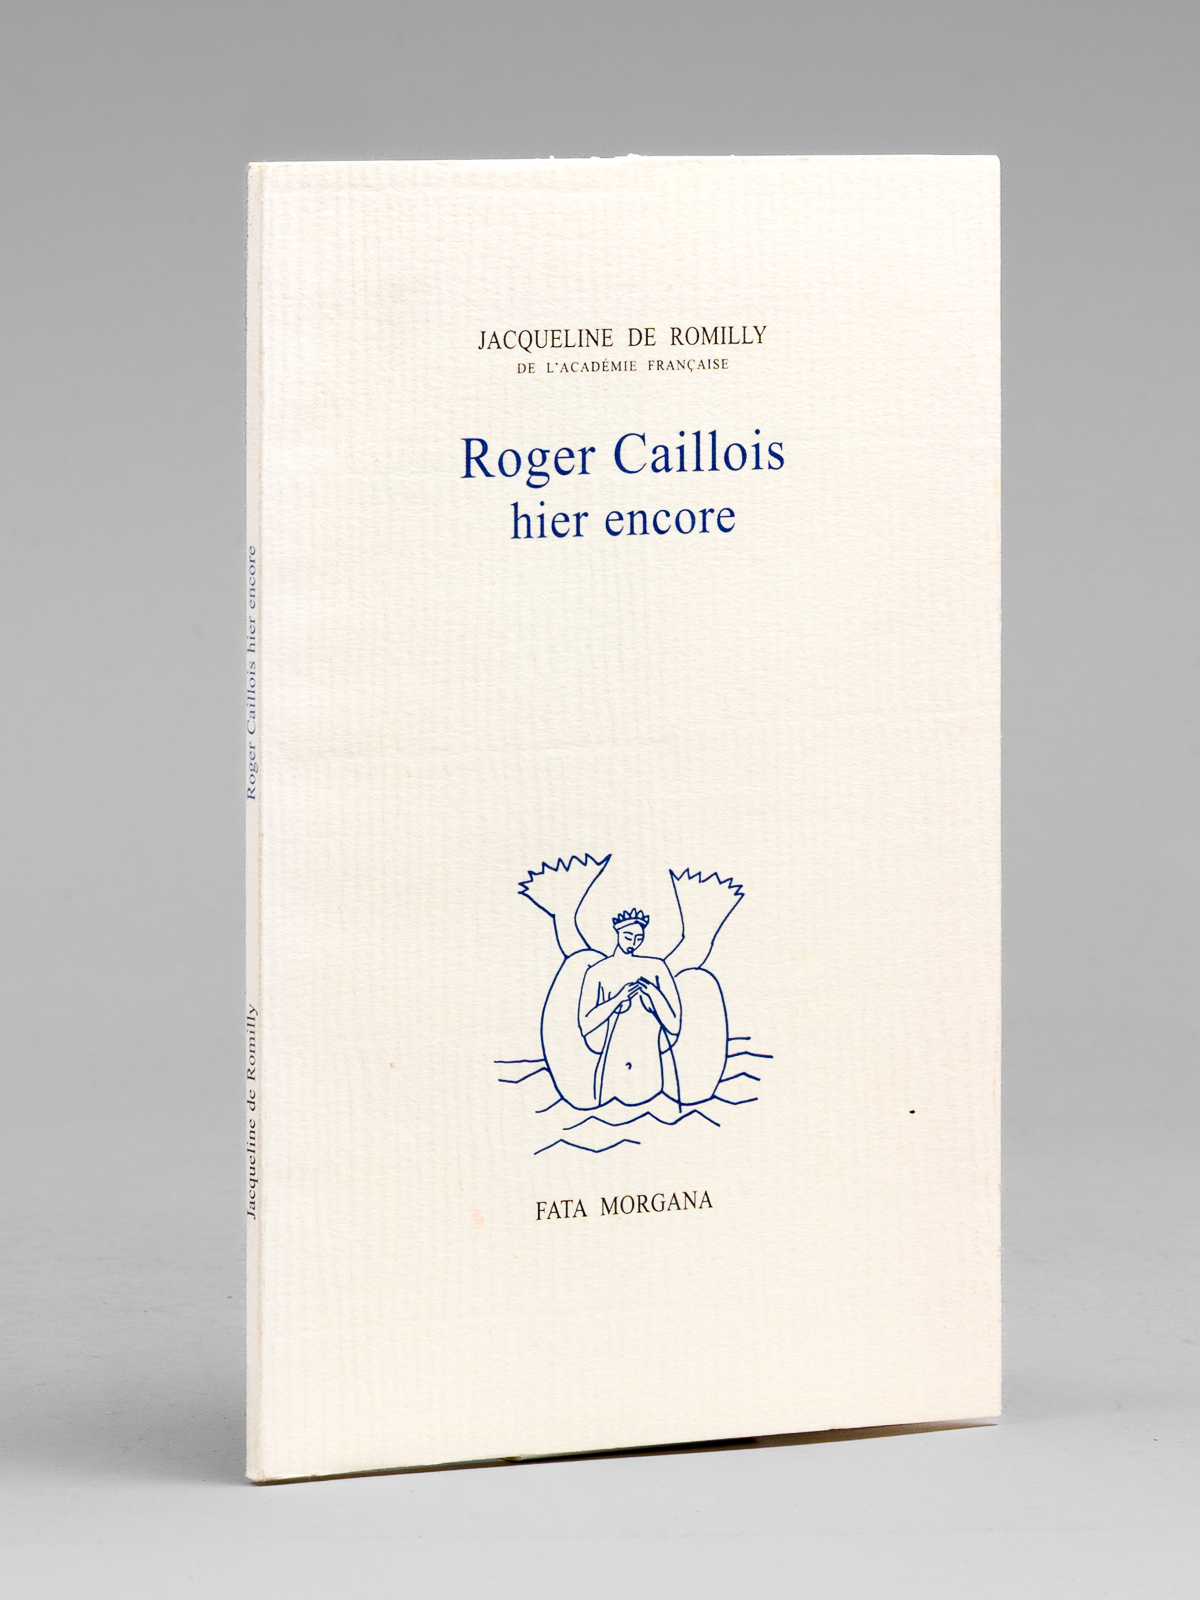 JACQUELINE DE ROMILLY
DE L'ACADÉMIE FRANÇAISE
Roger Caillois
hier encore
FATA MORGANA
Jacqueline de Romilly Roger Caillois hier encore